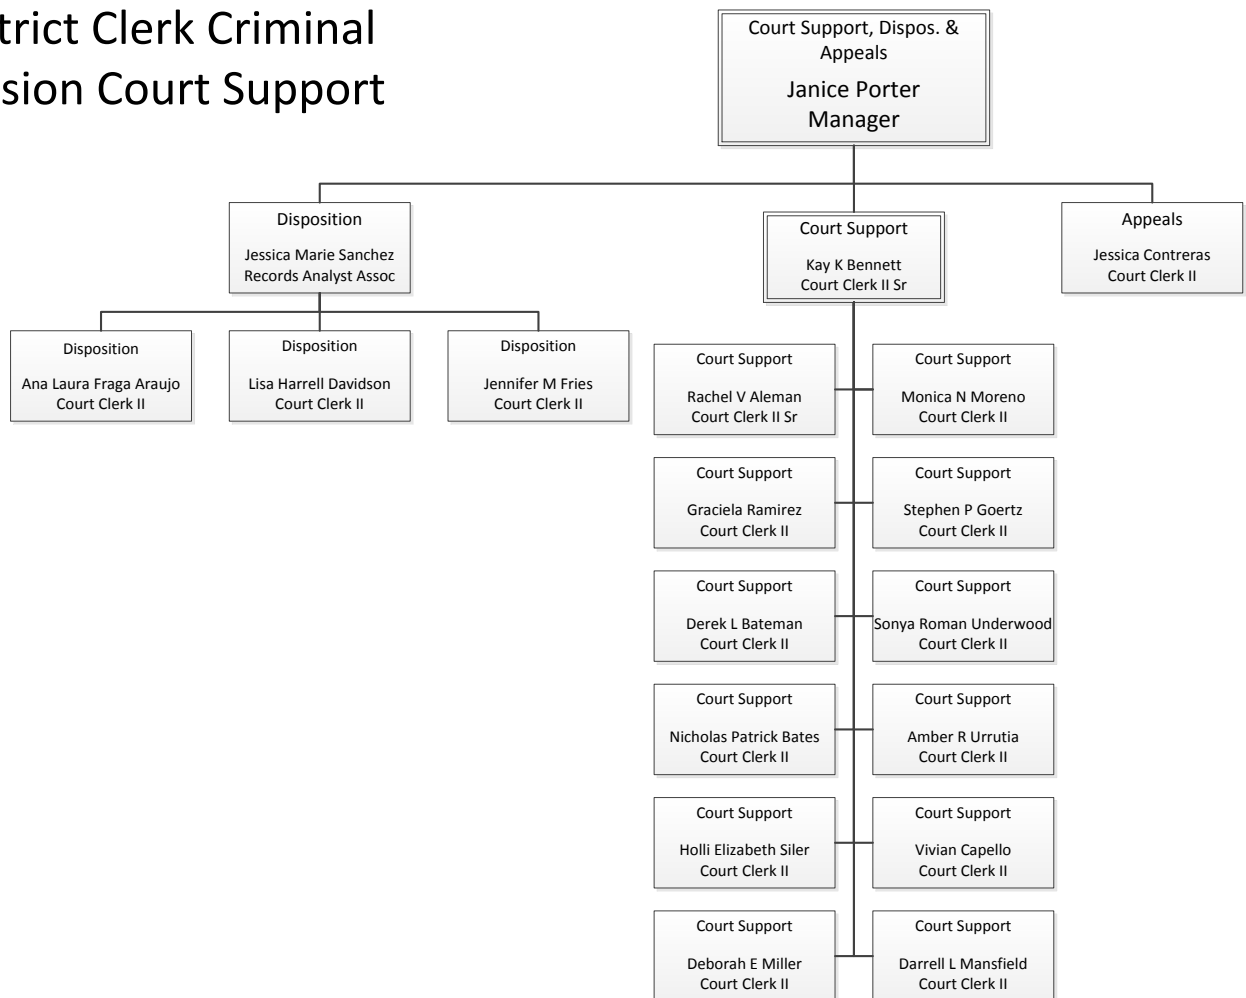 trict Clerk Criminal
sion Court Support
Court Support, Dispos. &
Appeals
Janice Porter
Manager
Disposition
Jessica Marie Sanchez
Records Analyst Assoc
Court Support
Kay K Bennett
Court Clerk II Sr
Appeals
Jessica Contreras
Court Clerk II
Disposition
Ana Laura Fraga Araujo
Court Clerk II
Disposition
Lisa Harrell Davidson
Court Clerk II
Disposition
Jennifer M Fries
Court Clerk II
Court Support
Rachel V Aleman
Court Clerk II Sr
Court Support
Monica N Moreno
Court Clerk II
Court Support
Graciela Ramirez
Court Clerk II
Court Support
Stephen P Goertz
Court Clerk II
Court Support
Derek L Bateman
Court Clerk II
Court Support
Sonya Roman Underwood
Court Clerk II
Court Support
Nicholas Patrick Bates
Court Clerk II
Court Support
Amber R Urrutia
Court Clerk II
Court Support
Holli Elizabeth Siler
Court Clerk II
Court Support
Vivian Capello
Court Clerk II
Court Support
Deborah E Miller
Court Clerk II
Court Support
Darrell L Mansfield
Court Clerk II